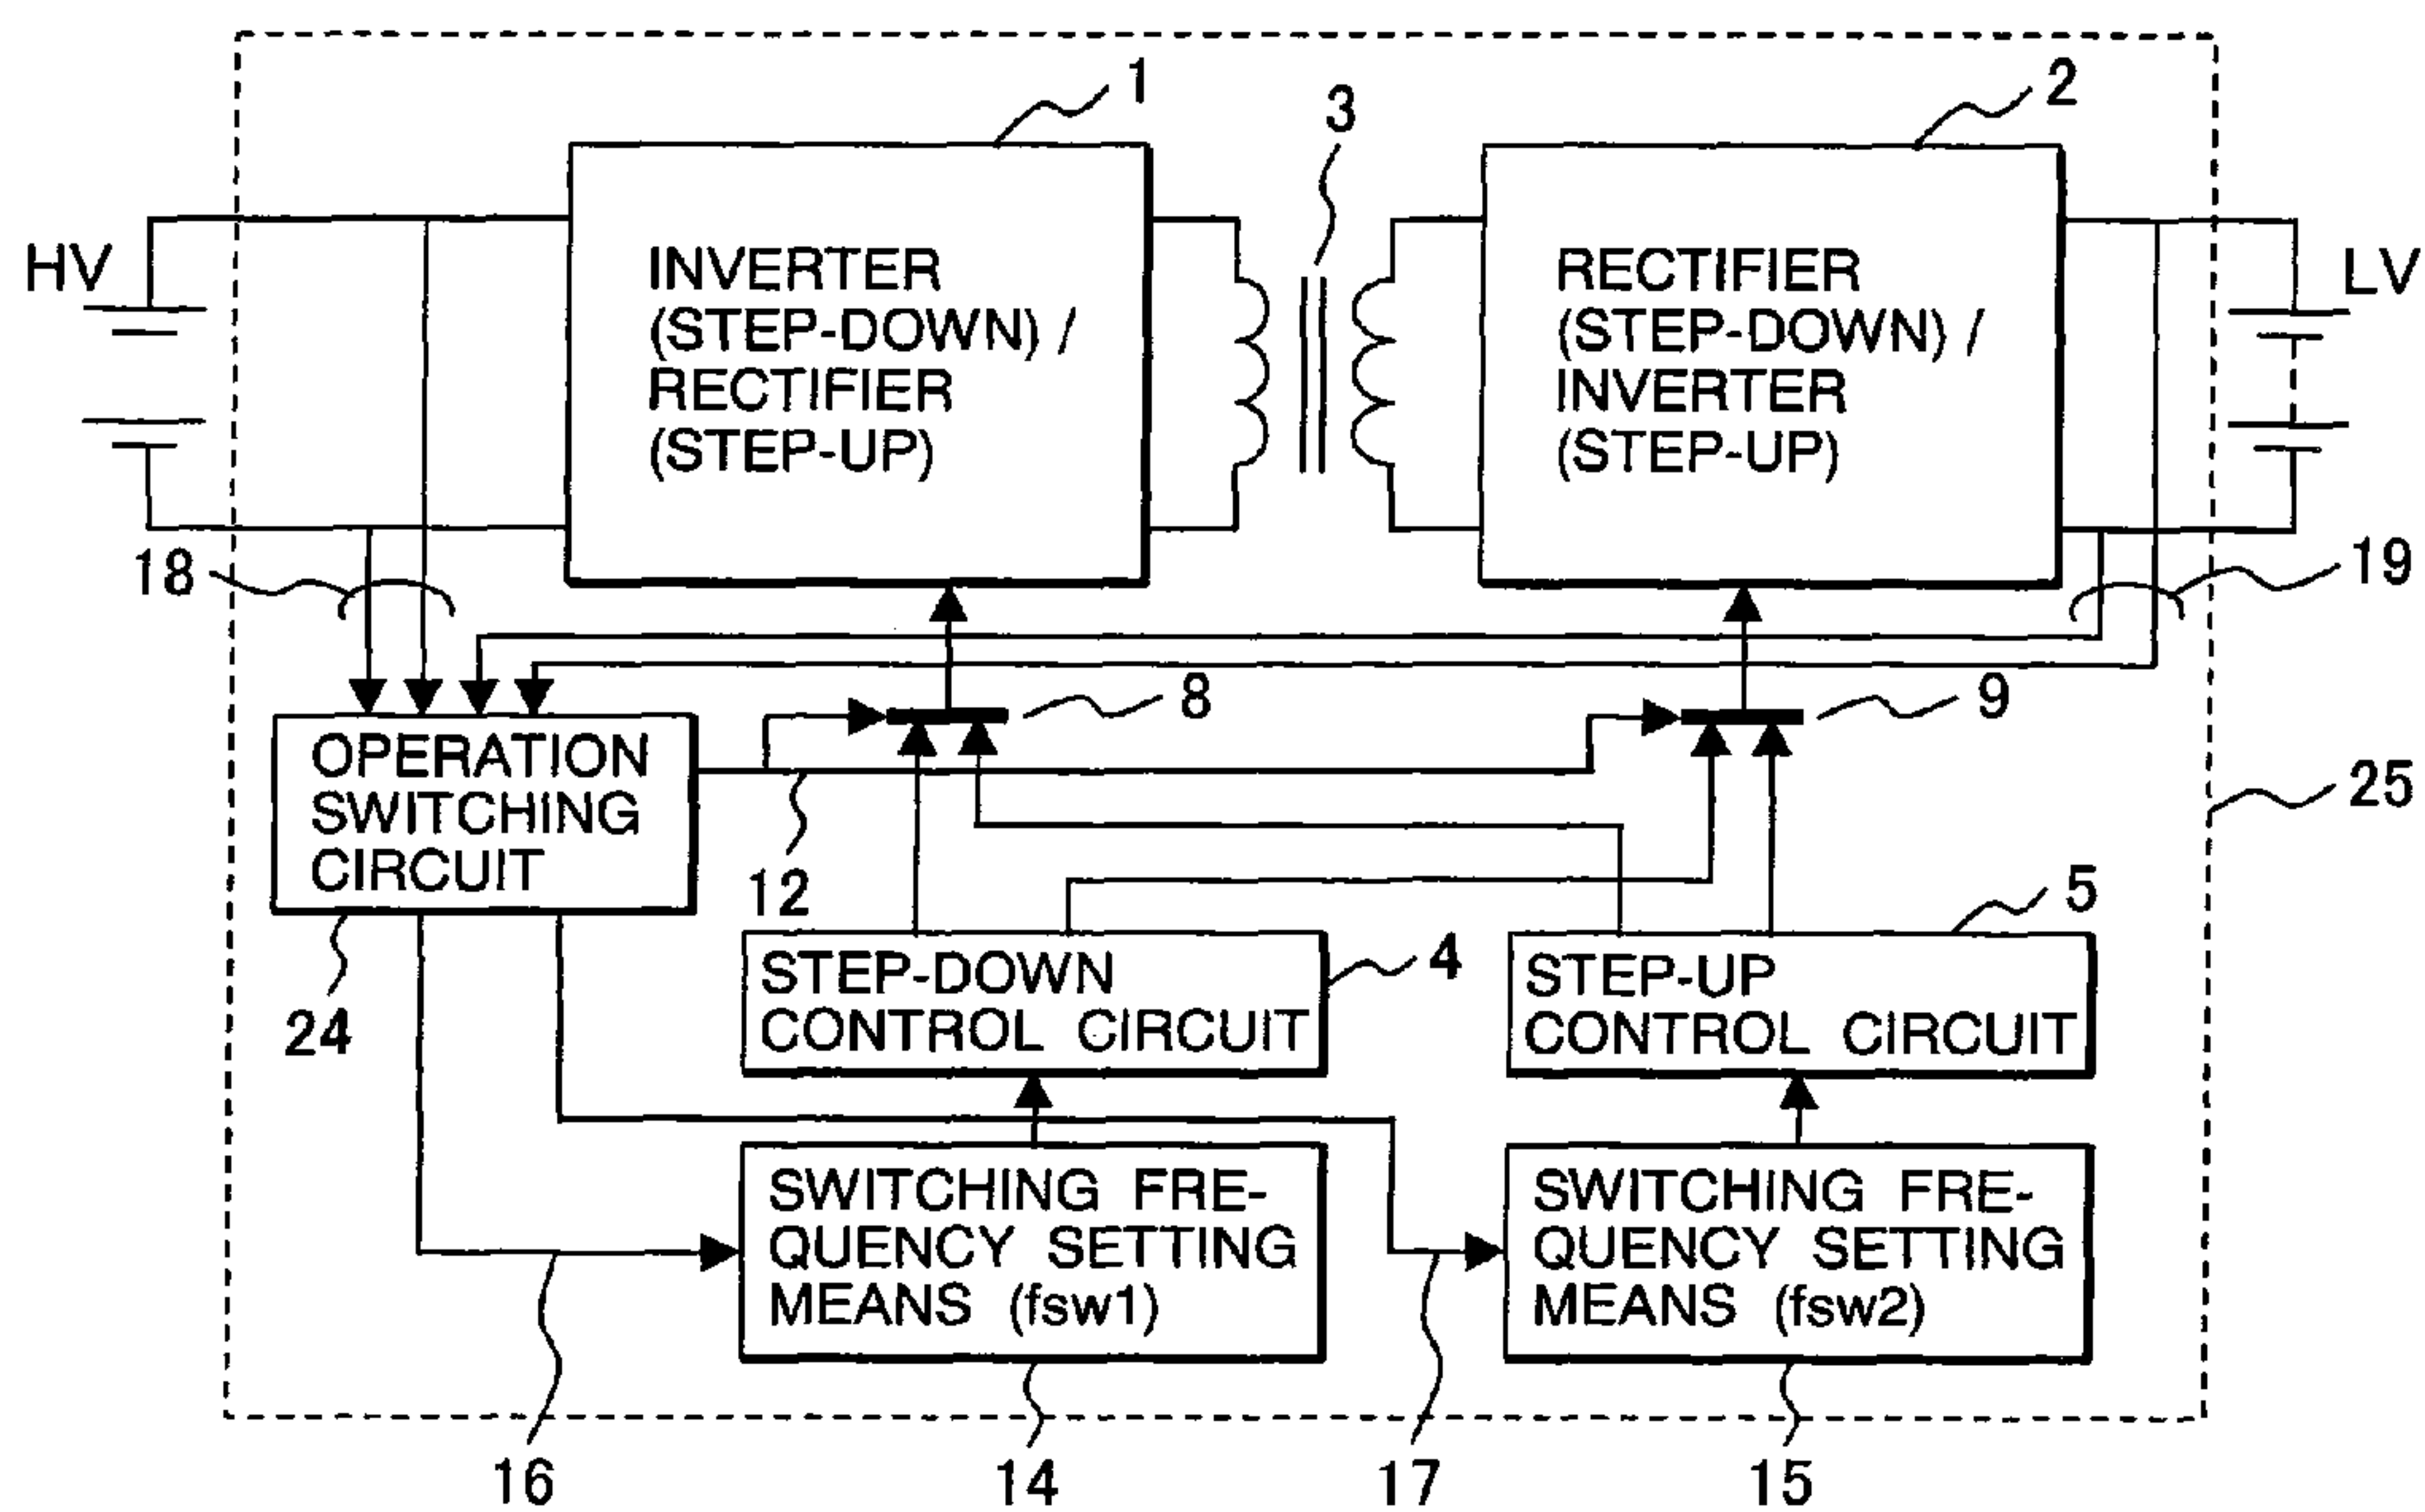 1
2
3
HV
INVERTER
(STEP-DOWN) /
RECTIFIER
(STEP-UP)
RECTIFIER
(STEP-DOWN) /
INVERTER
(STEP-UP)
LV
18
19
8
9
OPERATION
SWITCHING
CIRCUIT
25
12
5
24
STEP-DOWN
CONTROL CIRCUIT
4
STEP-UP
CONTROL CIRCUIT
SWITCHING FRE-
QUENCY SETTING
MEANS (fsw1)
SWITCHING FRE-
QUENCY SETTING
MEANS (fsw2)
16
14
17
15